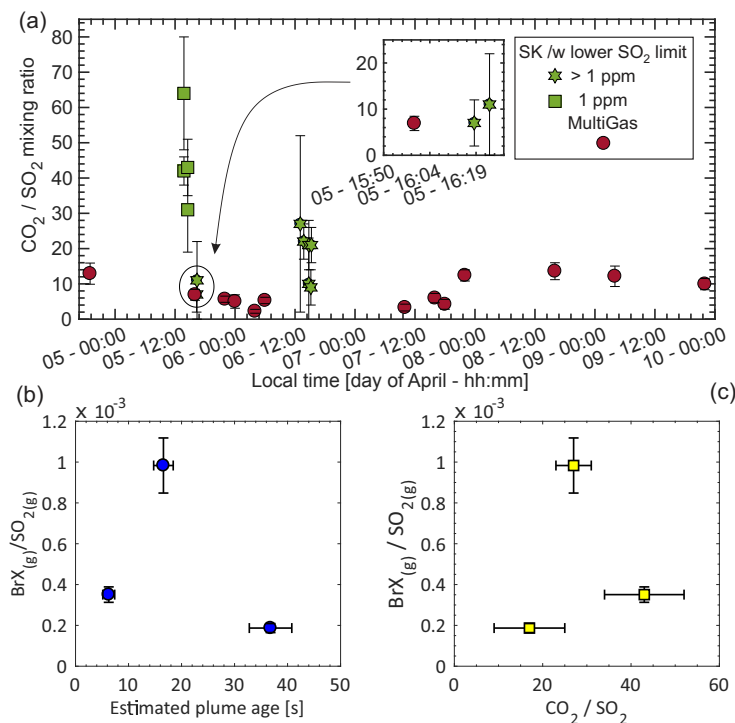 (a)
CO2 / SO2 mixing ratio
80
70
60
50
40
30
20
10
0
20
10
0
05 - 15:50
05 - 16:04
05 - 16:19
SK /w lower SO2 limit
> 1 ppm
1 ppm
MultiGas
05 - 00:00
05 - 12:00
06 - 00:00
06 - 12:00
07 - 00:00
07 - 12:00
08 - 00:00
08 - 12:00
09 - 00:00
09 - 12:00
10 - 00:00
Local time [day of April - hh:mm]
(b)
x 10^-3
BrX(g)/SO2(g)
1.2
1
0.8
0.6
0.4
0.2
0
0 10 20 30 40 50
Estimated plume age [s]
(c)
x 10^-3
BrX(g) / SO2(g)
1.2
1
0.8
0.6
0.4
0.2
0
0 20 40 60
CO2 / SO2